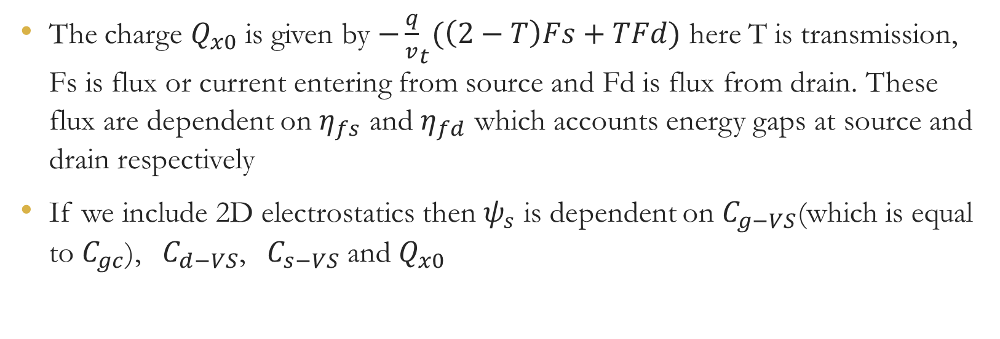 • The charge $Q_{x0}$ is given by $-\frac{q}{v_t}((2-T)Fs+TFd)$ here T is transmission,
Fs is flux or current entering from source and Fd is flux from drain. These
flux are dependent on $\eta_{fs}$ and $\eta_{fd}$ which accounts energy gaps at source and
drain respectively
• If we include 2D electrostatics then $\psi_s$ is dependent on $C_{g-VS}$(which is equal
to $C_{gc}$), $C_{d-VS}$, $C_{s-VS}$ and $Q_{x0}$